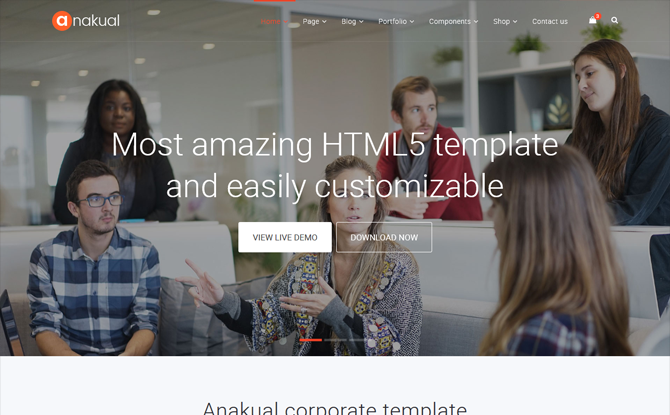 anakual
Home
Page
Blog
Portfolio
Components
Shop
Contact us
Most amazing HTML5 template
and easily customizable
VIEW LIVE DEMO
DOWNLOAD NOW
Anakual corporate template